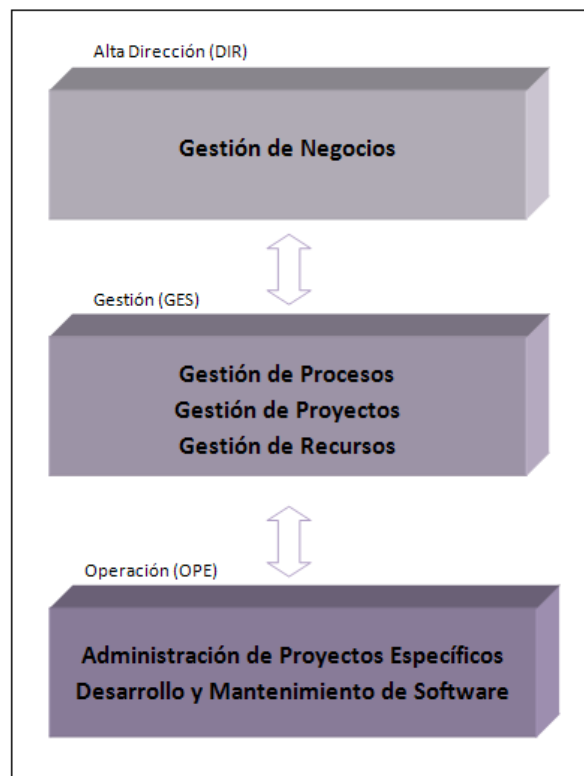 Alta Dirección (DIR)
Gestión de Negocios
Gestión (GES)
Gestión de Procesos
Gestión de Proyectos
Gestión de Recursos
Operación (OPE)
Administración de Proyectos Específicos
Desarrollo y Mantenimiento de Software